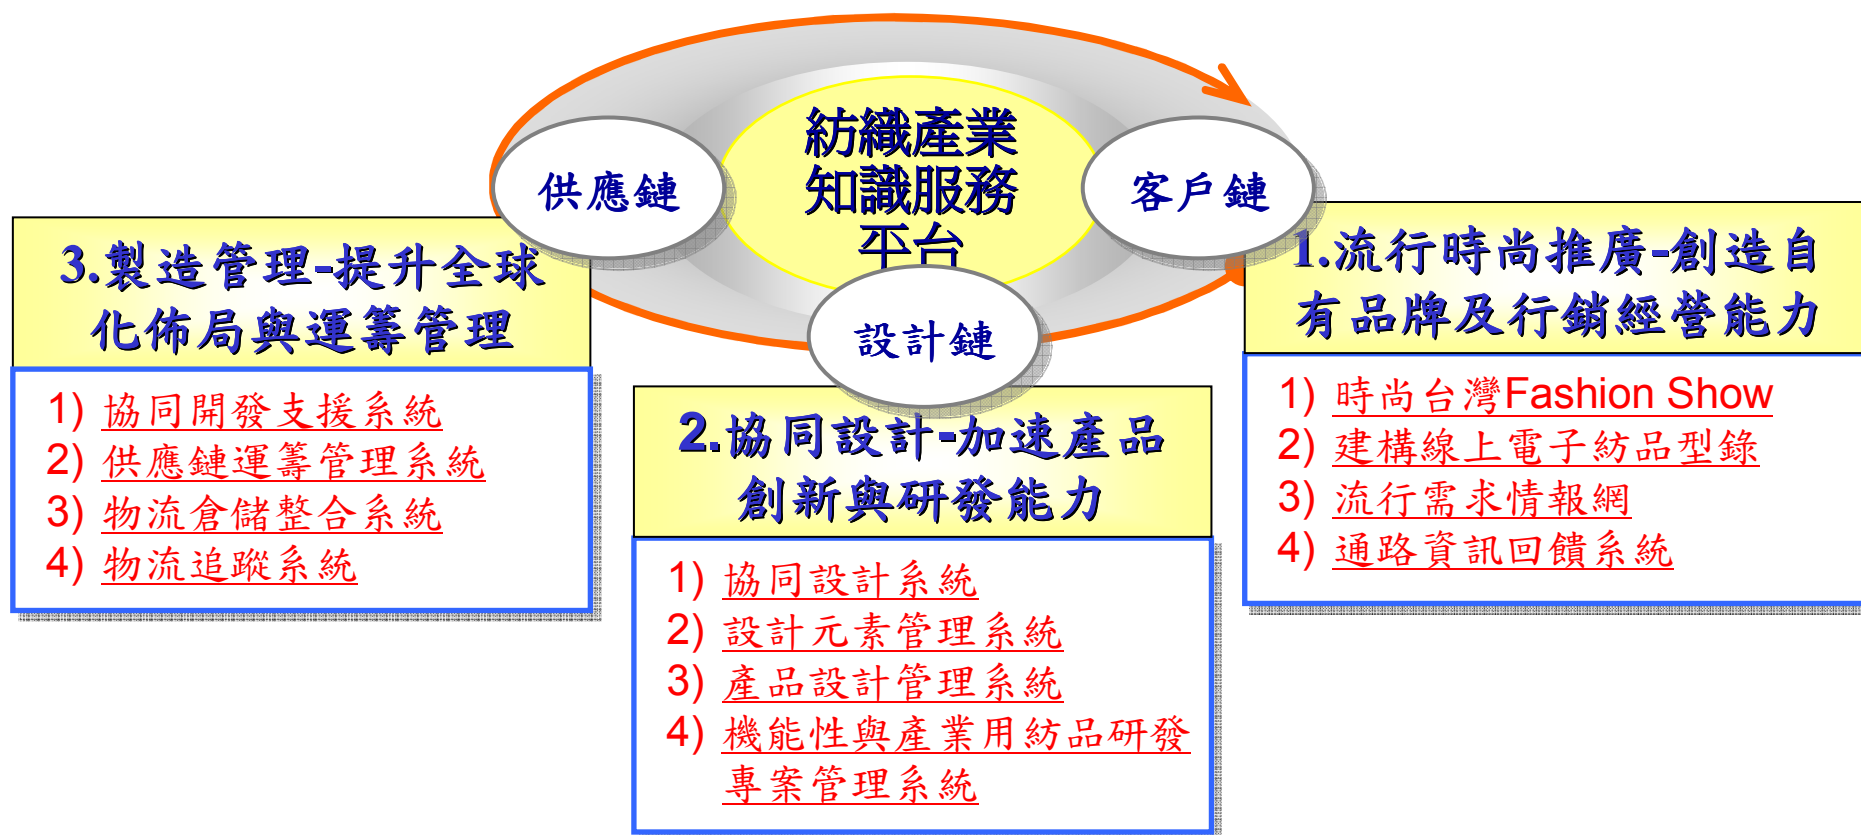 紡織產業
知識服務
平台
供應鏈
客戶鏈
設計鏈
3.製造管理-提升全球
化佈局與運籌管理
1) 協同開發支援系統
2) 供應鏈運籌管理系統
3) 物流倉儲整合系統
4) 物流追蹤系統
2.協同設計-加速產品
創新與研發能力
1) 協同設計系統
2) 設計元素管理系統
3) 產品設計管理系統
4) 機能性與產業用紡品研發
專案管理系統
1.流行時尚推廣-創造自
有品牌及行銷經營能力
1) 時尚台灣Fashion Show
2) 建構線上電子紡品型錄
3) 流行需求情報網
4) 通路資訊回饋系統